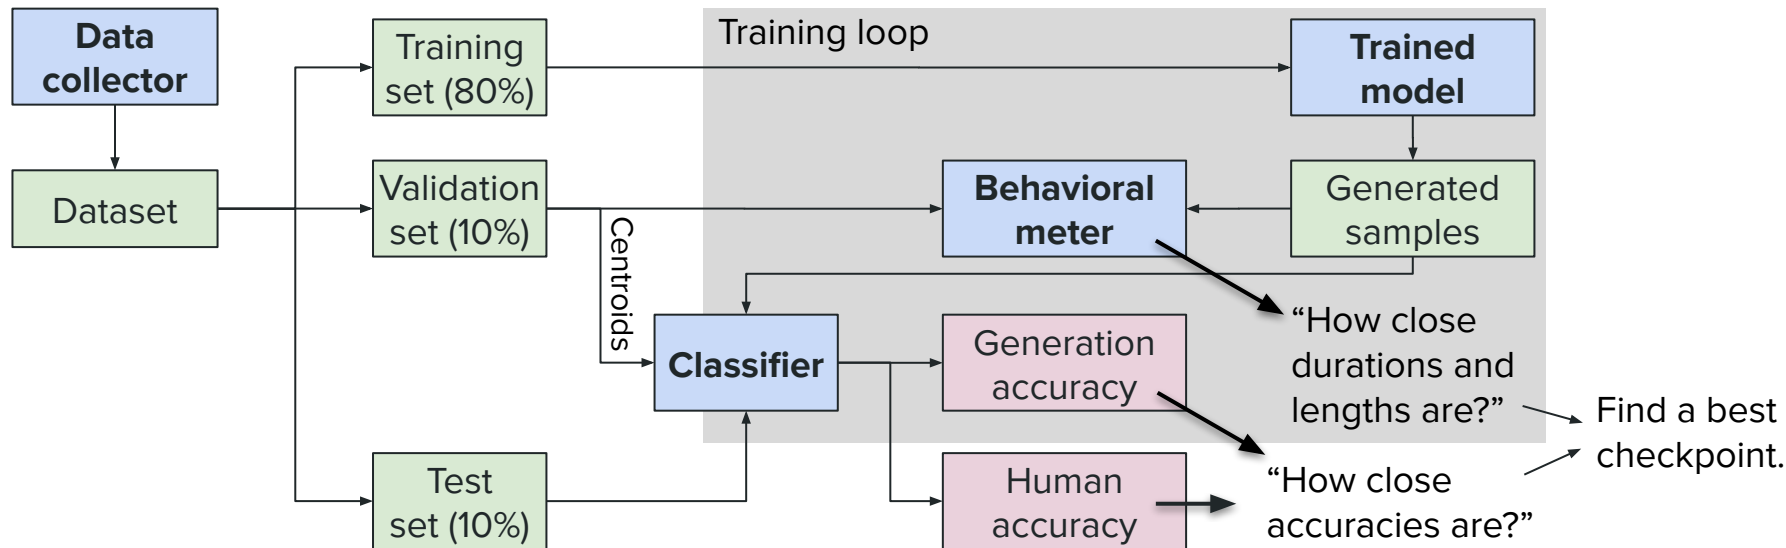 Data
collector
Dataset
Training
set (80%)
Validation
set (10%)
Centroids
Test
set (10%)
Training loop
Trained
model
Behavioral
meter
Generated
samples
Classifier
Generation
accuracy
Human
accuracy
“How close
durations and
lengths are?”
“How close
accuracies are?”
Find a best
checkpoint.